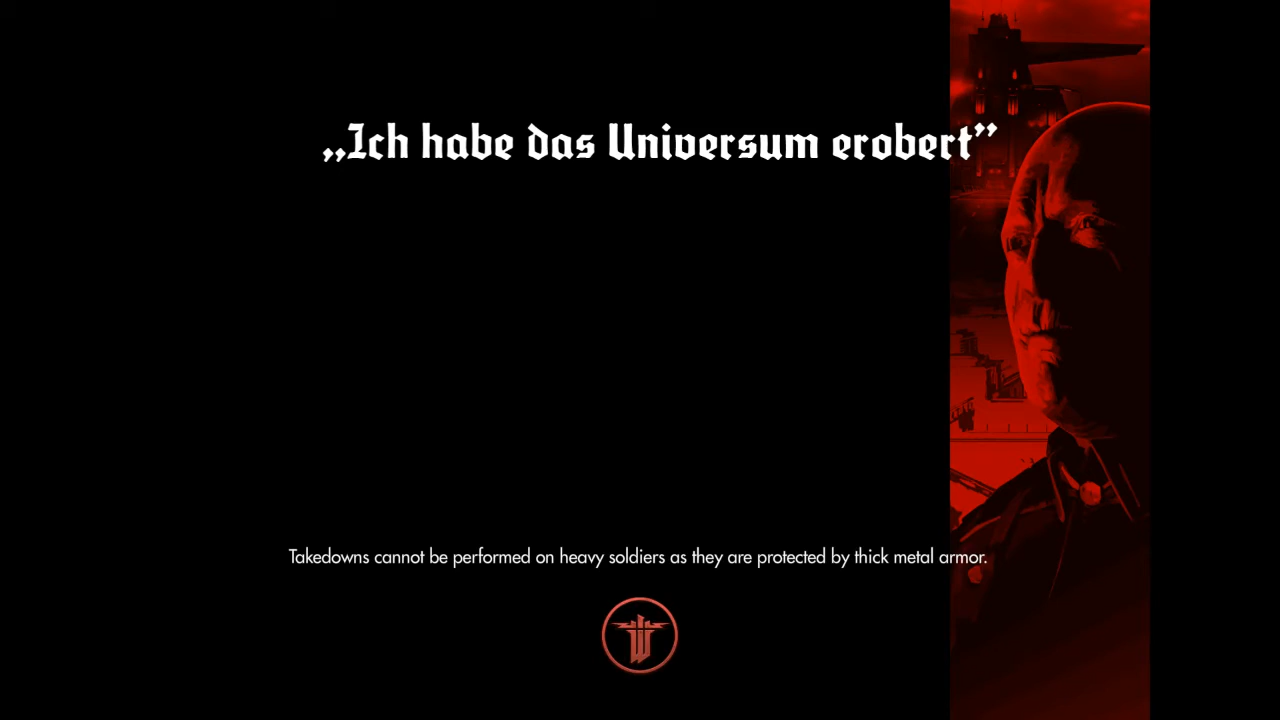 „Ich habe das Universum erobert”
Takedowns cannot be performed on heavy soldiers as they are protected by thick metal armor.